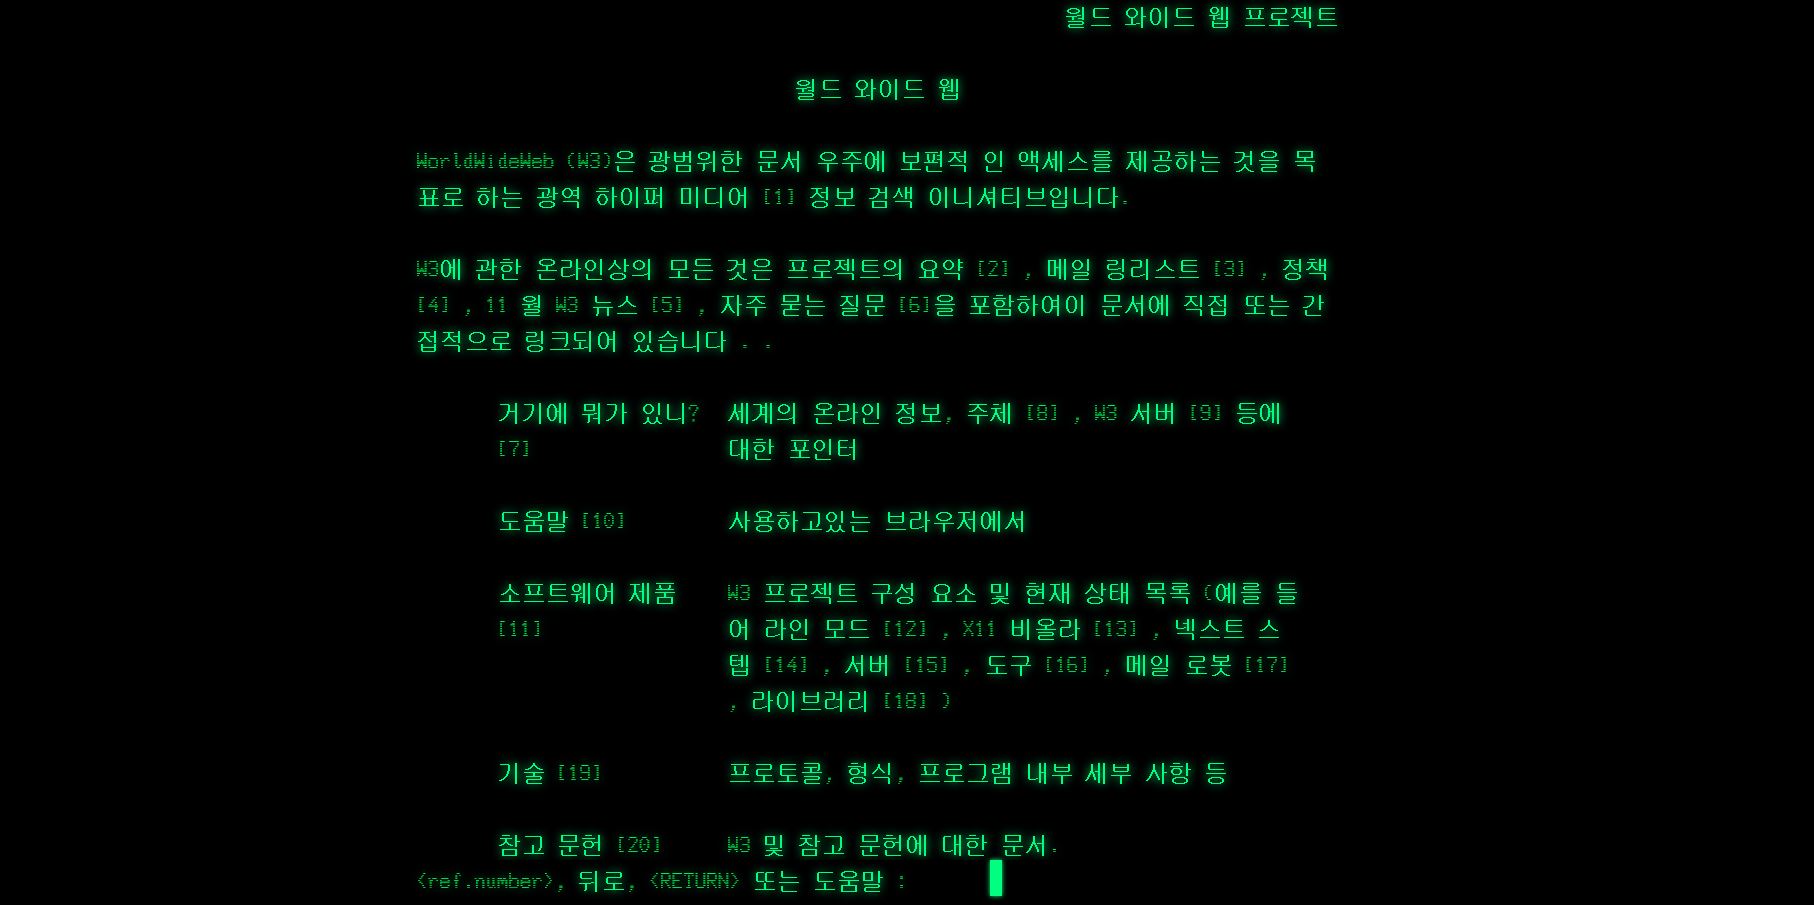 월드 와이드 웹 프로젝트
월드 와이드 웹
WorldWideWeb (W3)은 광범위한 문서 우주에 보편적 인 액세스를 제공하는 것을 목
표로 하는 광역 하이퍼 미디어 [1] 정보 검색 이니셔티브입니다.
W3에 관한 온라인상의 모든 것은 프로젝트의 요약 [2] , 메일 링리스트 [3] , 정책
[4] , 11 월 W3 뉴스 [5] , 자주 묻는 질문 [6]을 포함하여이 문서에 직접 또는 간
접적으로 링크되어 있습니다 . .
거기에 뭐가 있니? 세계의 온라인 정보, 주체 [8] , W3 서버 [9] 등에
[7] 대한 포인터
도움말 [10] 사용하고있는 브라우저에서
소프트웨어 제품 W3 프로젝트 구성 요소 및 현재 상태 목록 (예를 들
[11] 어 라인 모드 [12] , X11 비올라 [13] , 넥스트 스
텝 [14] , 서버 [15] , 도구 [16] , 메일 로봇 [17]
, 라이브러리 [18] )
기술 [19] 프로토콜, 형식, 프로그램 내부 세부 사항 등
참고 문헌 [20] W3 및 참고 문헌에 대한 문서.
<ref.number>, 뒤로, <RETURN> 또는 도움말 :